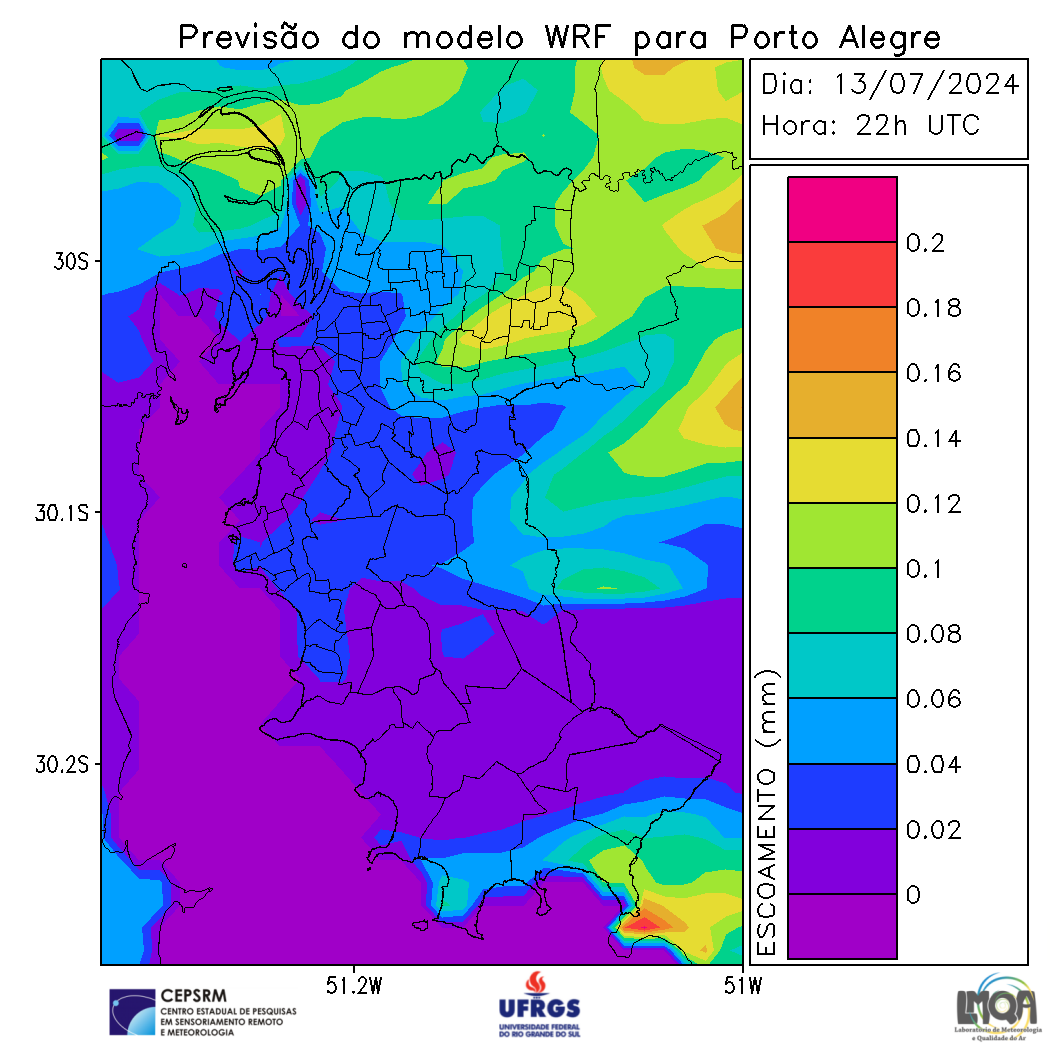 Previsão do modelo WRF para Porto Alegre
Dia: 13/07/2024
Hora: 22h UTC
30S
30.1S
30.2S
51.2W
51W
0.2
0.18
0.16
0.14
0.12
0.1
0.08
0.06
0.04
0.02
0
ESCOAMENTO (mm)
CEPSRM
CENTRO ESTADUAL DE PESQUISAS
EM SENSORIAMENTO REMOTO
E METEOROLOGIA
UFRGS
UNIVERSIDADE FEDERAL
DO RIO GRANDE DO SUL
LMQA
Laboratório de Meteorologia
e Qualidade do Ar